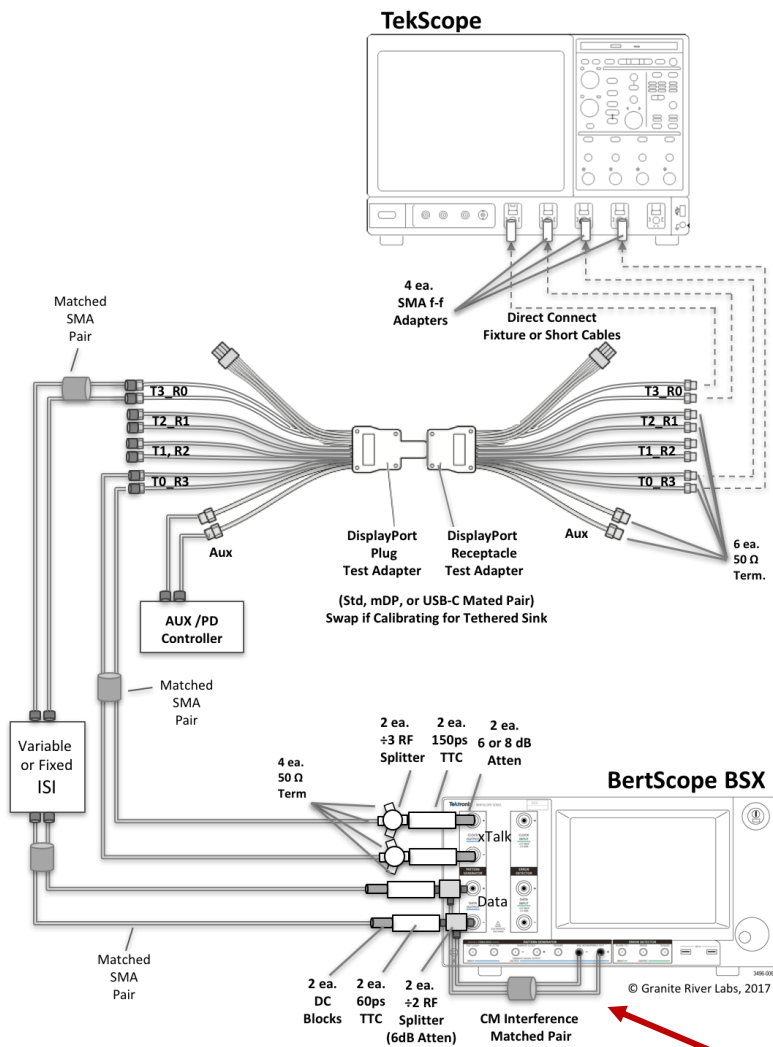 TekScope
4 ea.
SMA f-f
Adapters
Direct Connect
Fixture or Short Cables
Matched
SMA
Pair
T3_R0
T2_R1
T1, R2
T0_R3
Aux
T3_R0
T2_R1
T1_R2
T0_R3
Aux
DisplayPort
Plug
Test Adapter
DisplayPort
Receptacle
Test Adapter
6 ea.
50 Ω
Term.
(Std, mDP, or USB-C Mated Pair)
Swap if Calibrating for Tethered Sink
AUX /PD
Controller
Matched
SMA
Pair
Variable
or Fixed
ISI
2 ea.
÷3 RF
Splitter
2 ea.
150ps
TTC
2 ea.
6 or 8 dB
Atten
4 ea.
50 Ω
Term
BertScope BSX
Tektronix
xTalk
Data
Matched
SMA
Pair
2 ea.
DC
Blocks
2 ea.
60ps
TTC
2 ea.
÷2 RF
Splitter
(6dB Atten)
CM Interference
Matched Pair
3496-006
© Granite River Labs, 2017